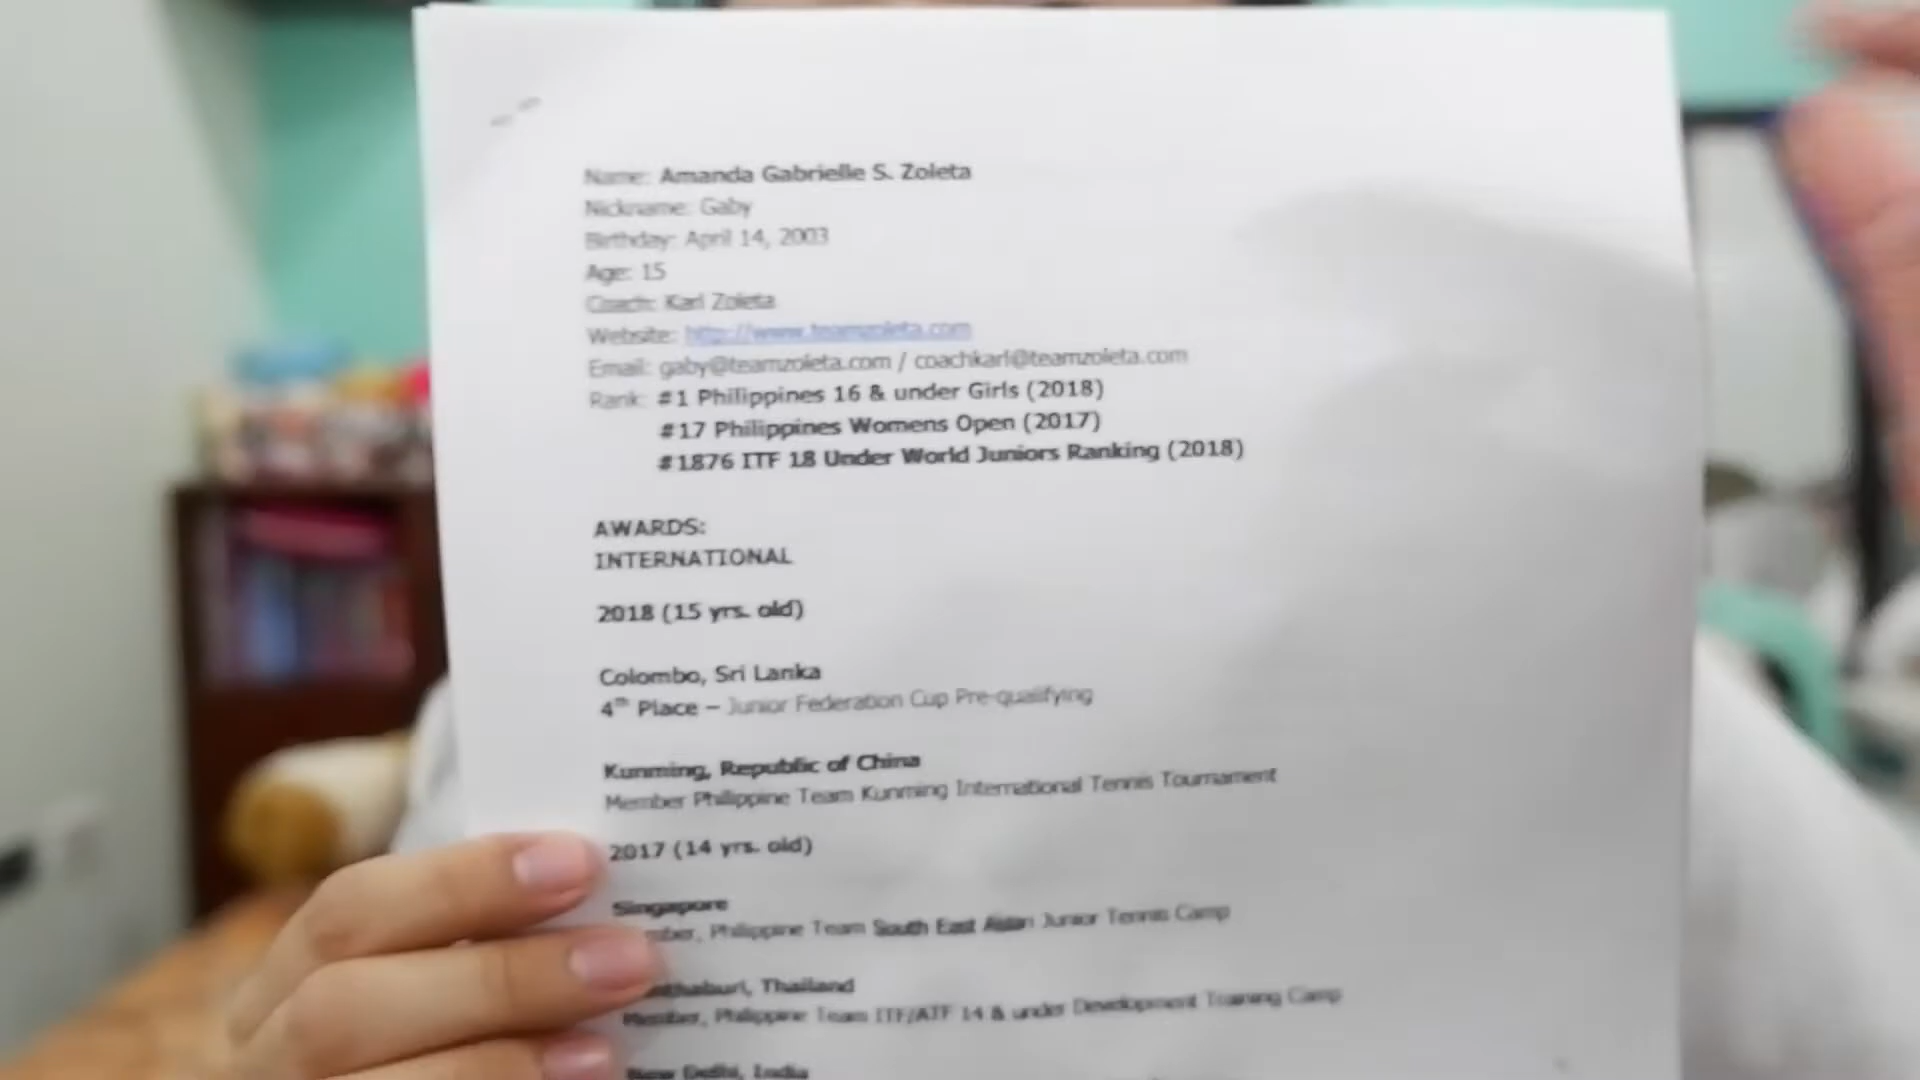 Name: Amanda Gabrielle S. Zoleta
Nickname: Gaby
Birthday: April 14, 2003
Age: 15
Coach: Karl Zoleta
Website: http://www.teamzoleta.com
Email: gaby@teamzoleta.com / coachkarl@teamzoleta.com
Rank: #1 Philippines 16 & under Girls (2018)
#17 Philippines Womens Open (2017)
#1876 ITF 18 Under World Juniors Ranking (2018)
AWARDS:
INTERNATIONAL
2018 (15 yrs. old)
Colombo, Sri Lanka
4th Place – Junior Federation Cup Pre-qualifying
Kunming, Republic of China
Member Philippine Team Kunming International Tennis Tournament
2017 (14 yrs. old)
Singapore
Philippine Team South East Asian Junior Tennis Camp
Thailand
Member, Philippine Team ITF/ATF 14 & under Development Training Camp
New Delhi, India